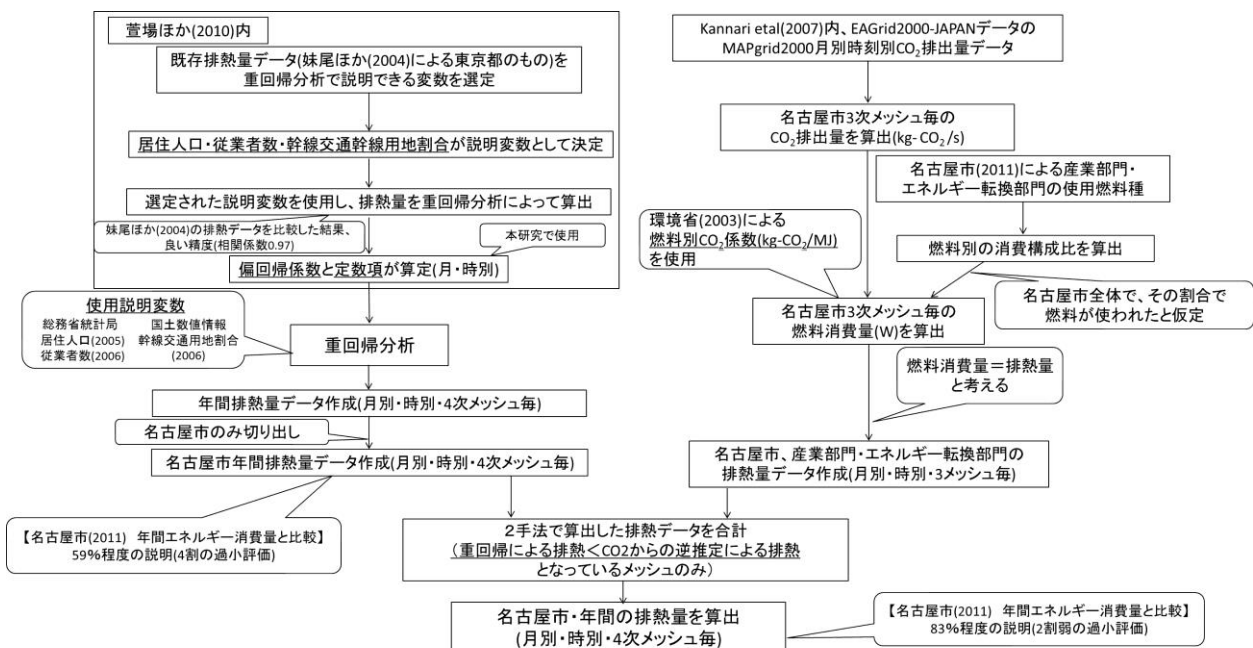 萱場ほか(2010)内
既存排熱量データ(妹尾ほか(2004)による東京都のもの)を
重回帰分析で説明できる変数を選定
居住人口・従業者数・幹線交通幹線用地割合が説明変数として決定
選定された説明変数を使用し、排熱量を重回帰分析によって算出
妹尾ほか(2004)の排熱データを比較した結果、
良い精度(相関係数0.97)
本研究で使用
偏回帰係数と定数項が算定(月・時別)
使用説明変数
総務省統計局
居住人口(2005)
従業者数(2006)
国土数値情報
幹線交通用地割合
(2006)
重回帰分析
年間排熱量データ作成(月別・時別・4次メッシュ毎)
名古屋市のみ切り出し
名古屋市年間排熱量データ作成(月別・時別・4次メッシュ毎)
【名古屋市(2011) 年間エネルギー消費量と比較】
59%程度の説明(4割の過小評価)
Kannari etal(2007)内、EAGrid2000-JAPANデータの
MAPgrid2000月別時刻別CO₂排出量データ
名古屋市3次メッシュ毎の
CO₂排出量を算出(kg-CO₂/s)
名古屋市(2011)による産業部門・
エネルギー転換部門の使用燃料種
環境省(2003)による
燃料別CO₂係数(kg-CO₂/MJ)
を使用
燃料別の消費構成比を算出
名古屋市全体で、その割合で
燃料が使われたと仮定
名古屋市3次メッシュ毎の
燃料消費量(W)を算出
燃料消費量＝排熱量
と考える
名古屋市、産業部門・エネルギー転換部門の
排熱量データ作成(月別・時別・3メッシュ毎)
２手法で算出した排熱データを合計
（重回帰による排熱＜CO2からの逆推定による排熱
となっているメッシュのみ）
名古屋市・年間の排熱量を算出
(月別・時別・4次メッシュ毎)
【名古屋市(2011) 年間エネルギー消費量と比較】
83%程度の説明(2割弱の過小評価)